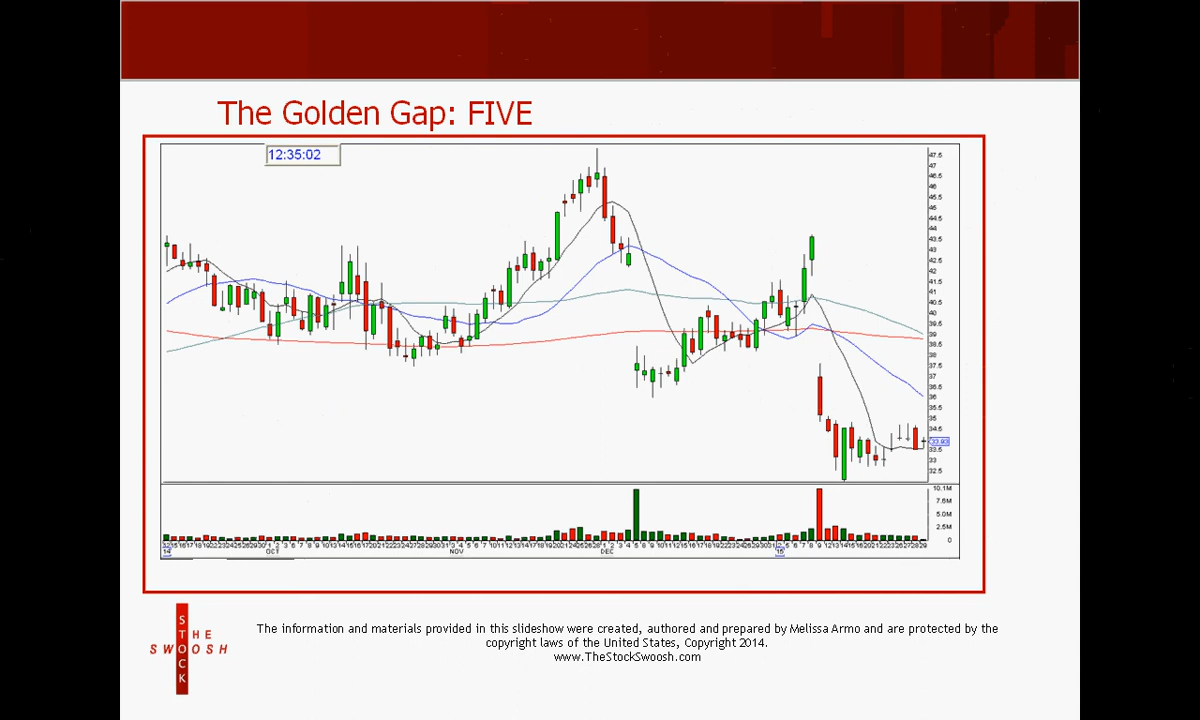 The Golden Gap: FIVE
12:35:02
47.5
47
46.5
46
45.5
45
44.5
44
43.5
43
42.5
42
41.5
41
40.5
40
39.5
39
38.5
38
37.5
37
36.5
36
35.5
35
34.5
33.93
33.5
33
32.5
10.1M
7.6M
5.0M
2.5M
0
OCT NOV DEC
14 15
THE
STOCK
SWOOSH
The information and materials provided in this slideshow were created, authored and prepared by Melissa Armo and are protected by the
copyright laws of the United States, Copyright 2014.
www.TheStockSwoosh.com